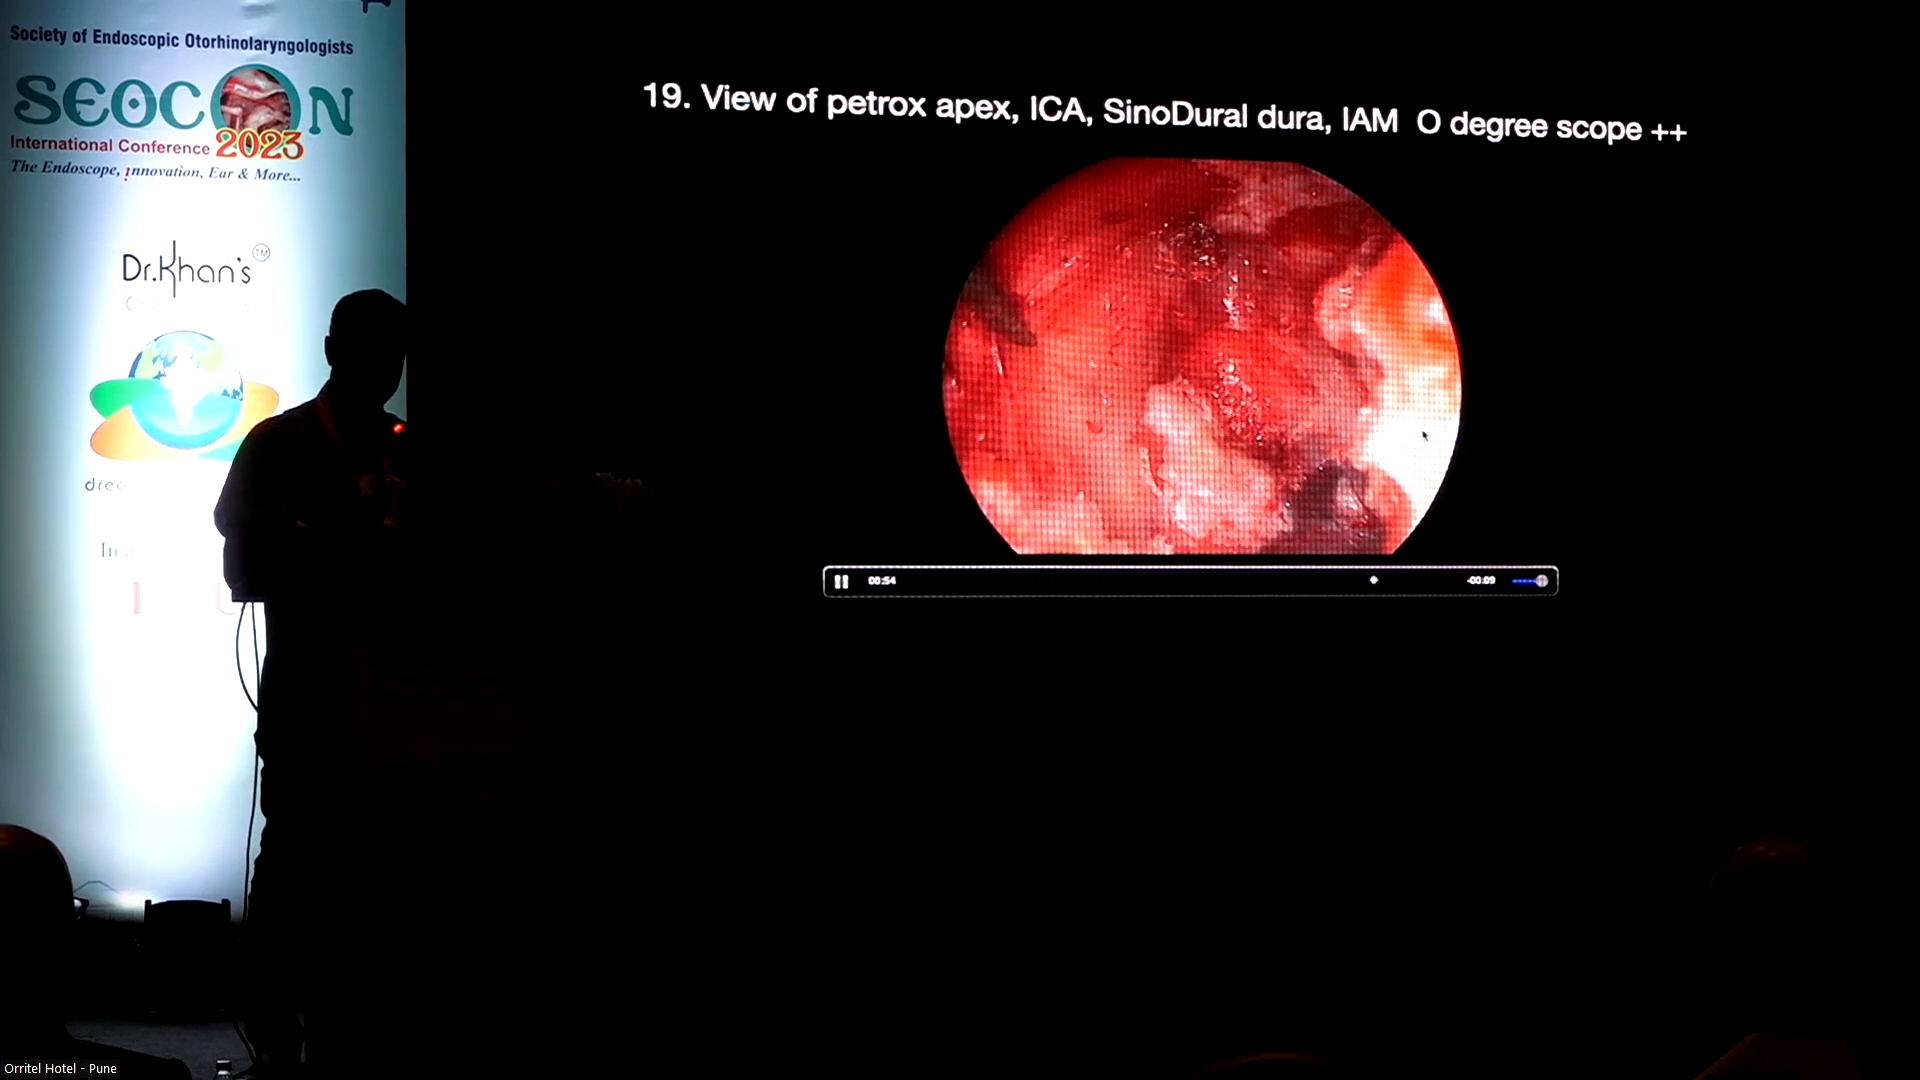 Society of Endoscopic Otorhinolaryngologists
SEOCON
International Conference 2023
The Endoscope, innovation, Ear & More...
Dr.Khan's TM
19. View of petrox apex, ICA, SinoDural dura, IAM O degree scope ++
00:54
-00:09
Orritel Hotel - Pune